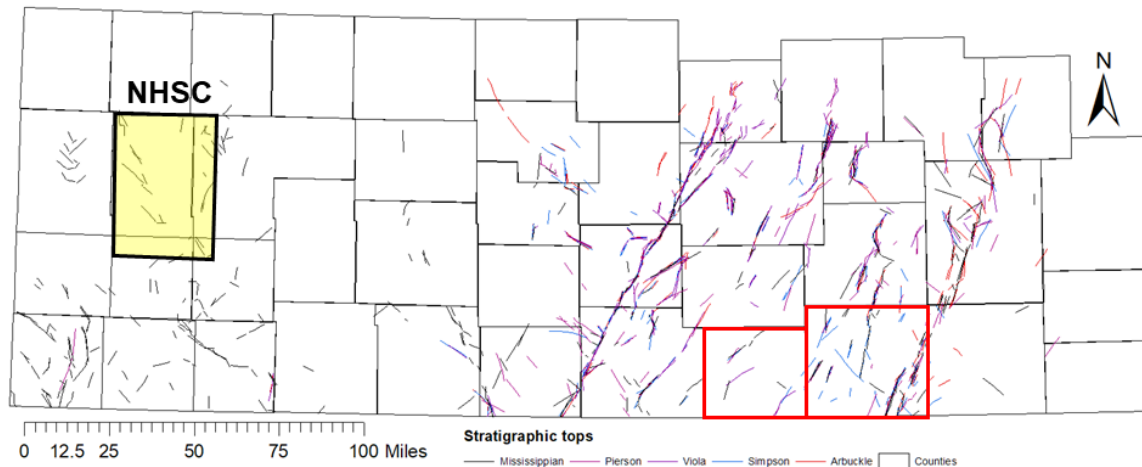 NHSC
N
0 12.5 25 50 75 100 Miles
Stratigraphic tops
Mississippian Pierson Viola Simpson Arbuckle Counties